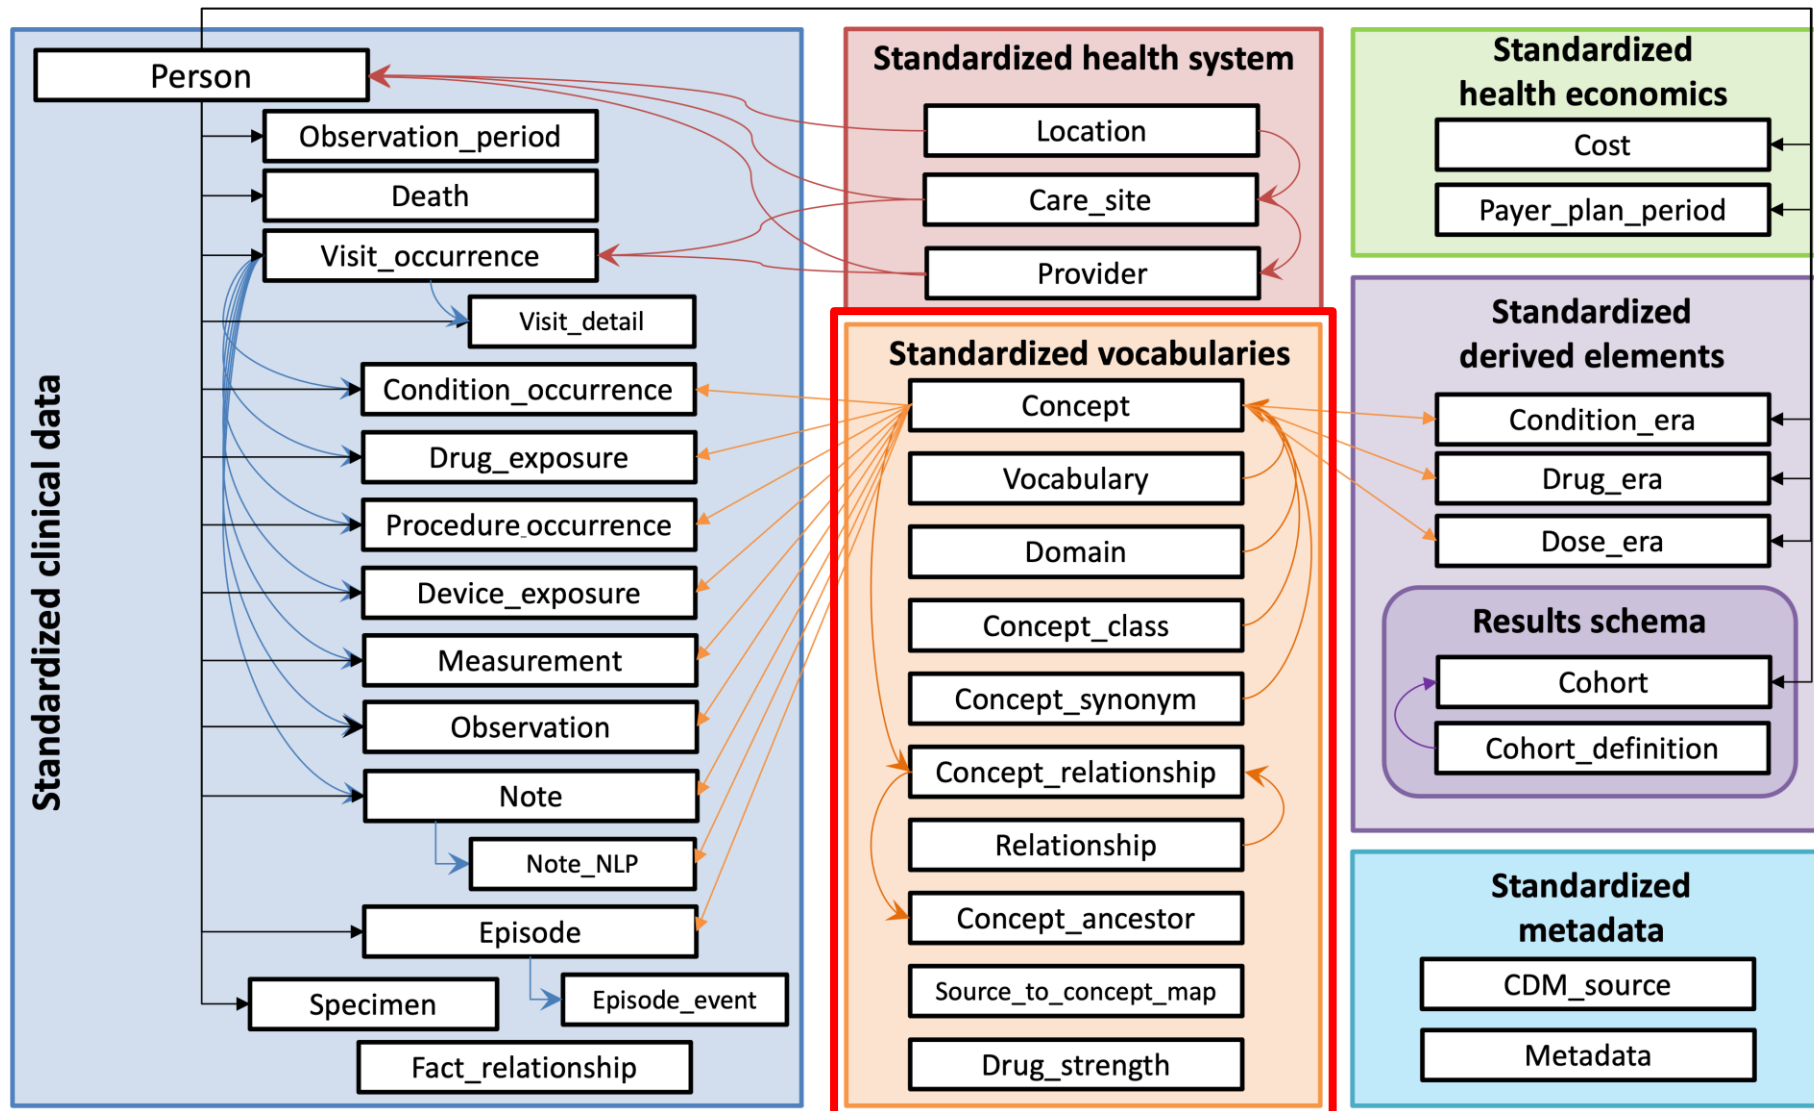 Standardized clinical data
Person
Observation_period
Death
Visit_occurrence
Visit_detail
Condition_occurrence
Drug_exposure
Procedure_occurrence
Device_exposure
Measurement
Observation
Note
Note_NLP
Episode
Episode_event
Specimen
Fact_relationship
Standardized health system
Location
Care_site
Provider
Standardized vocabularies
Concept
Vocabulary
Domain
Concept_class
Concept_synonym
Concept_relationship
Relationship
Concept_ancestor
Source_to_concept_map
Drug_strength
Standardized
health economics
Cost
Payer_plan_period
Standardized
derived elements
Condition_era
Drug_era
Dose_era
Results schema
Cohort
Cohort_definition
Standardized
metadata
CDM_source
Metadata